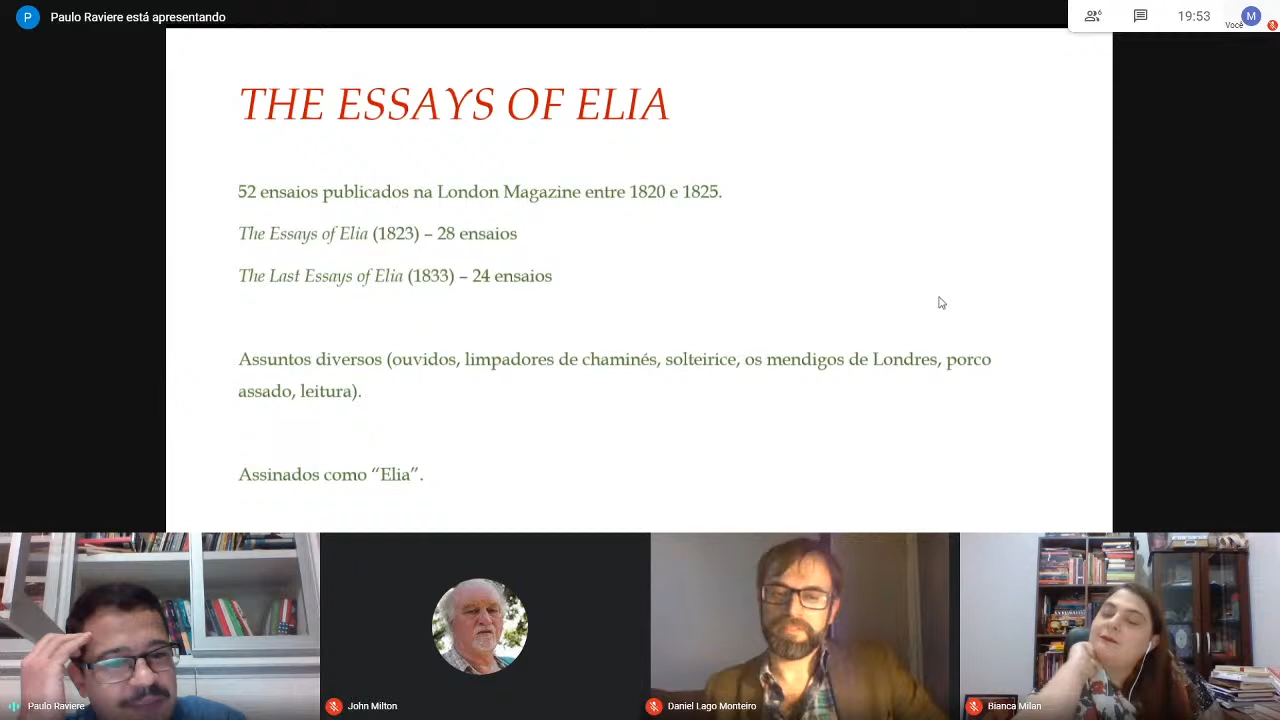 P Paulo Raviere está apresentando
6
19:53
Você
M
THE ESSAYS OF ELIA
52 ensaios publicados na London Magazine entre 1820 e 1825.
The Essays of Elia (1823) – 28 ensaios
The Last Essays of Elia (1833) – 24 ensaios
Assuntos diversos (ouvidos, limpadores de chaminés, solteirice, os mendigos de Londres, porco
assado, leitura).
Assinados como “Elia”.
Paulo Raviere
John Milton
Daniel Lago Monteiro
Bianca Milan